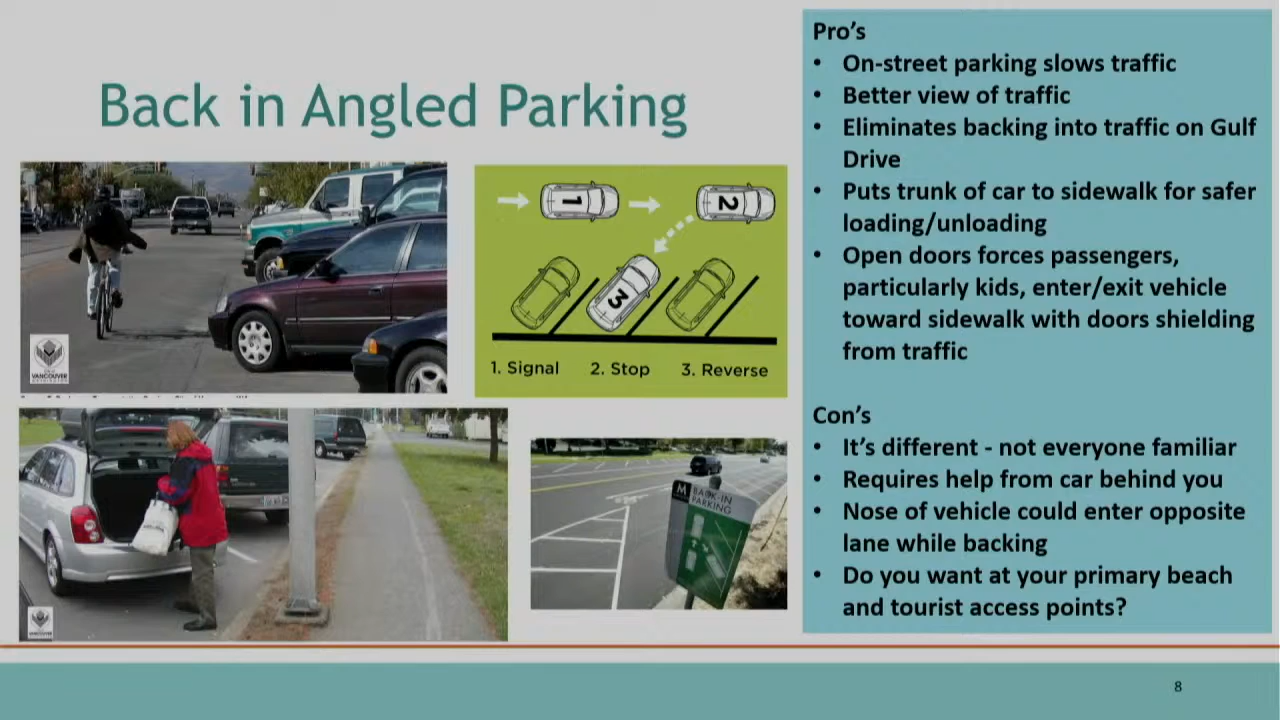 Back in Angled Parking
VANCOUVER
1
2
3
1. Signal 2. Stop 3. Reverse
M BACK-IN
PARKING
Pro's
• On-street parking slows traffic
• Better view of traffic
• Eliminates backing into traffic on Gulf
Drive
• Puts trunk of car to sidewalk for safer
loading/unloading
• Open doors forces passengers,
particularly kids, enter/exit vehicle
toward sidewalk with doors shielding
from traffic
Con's
• It's different - not everyone familiar
• Requires help from car behind you
• Nose of vehicle could enter opposite
lane while backing
• Do you want at your primary beach
and tourist access points?
8